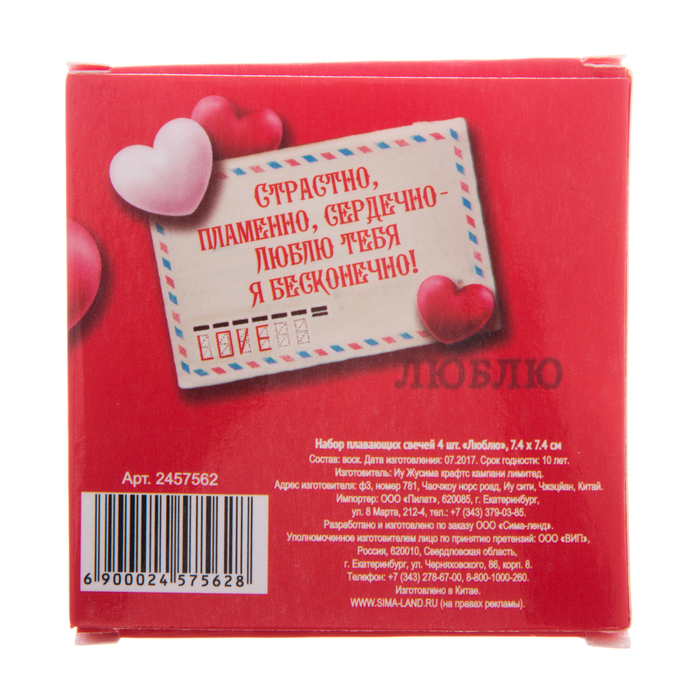 СТРАСТНО,
ПЛАМЕННО, СЕРДЕЧНО-
ЛЮБЛЮ ТЕБЯ
Я БЕСКОНЕЧНО!
LOVE
ЛЮБЛЮ
Набор плавающих свечей 4 шт. «Люблю», 7.4 х 7.4 см
Состав: воск. Дата изготовления: 07.2017. Срок годности: 10 лет.
Изготовитель: Иу Жусима крафтс кампани лимитед.
Адрес изготовителя: ф3, номер 781, Чаочжоу норс роад, Иу сити, Чжэцзян, Китай.
Импортер: ООО «Пилат», 620085, г. Екатеринбург,
ул. 8 Марта, 212-4, тел.: +7 (343) 379-03-85.
Разработано и изготовлено по заказу ООО «Сима-ленд».
Уполномоченное изготовителем лицо по принятию претензий: ООО «ВИП»,
Россия, 620010, Свердловская область,
г. Екатеринбург, ул. Черняховского, 86, корп. 8.
Телефон: +7 (343) 278-67-00, 8-800-1000-260.
Изготовлено в Китае.
WWW.SIMA-LAND.RU (на правах рекламы).
Арт. 2457562
6 900024 575628